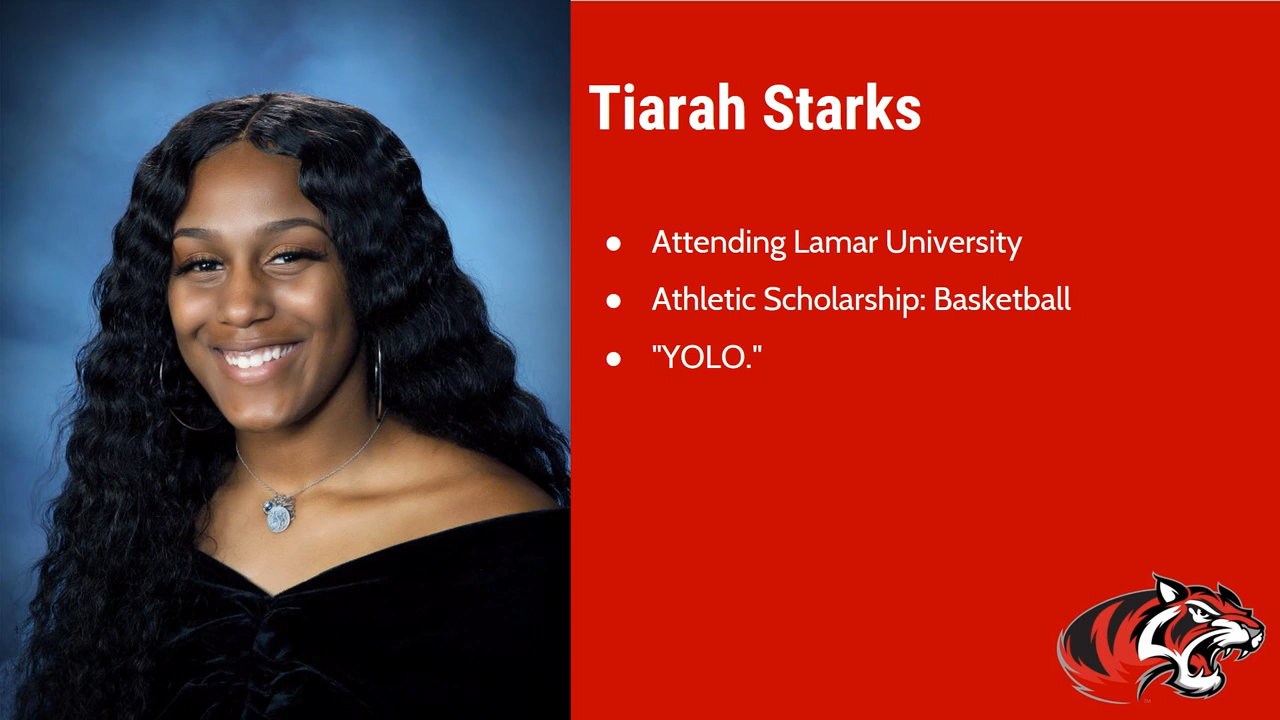 Tiarah Starks
● Attending Lamar University
● Athletic Scholarship: Basketball
● "YOLO."